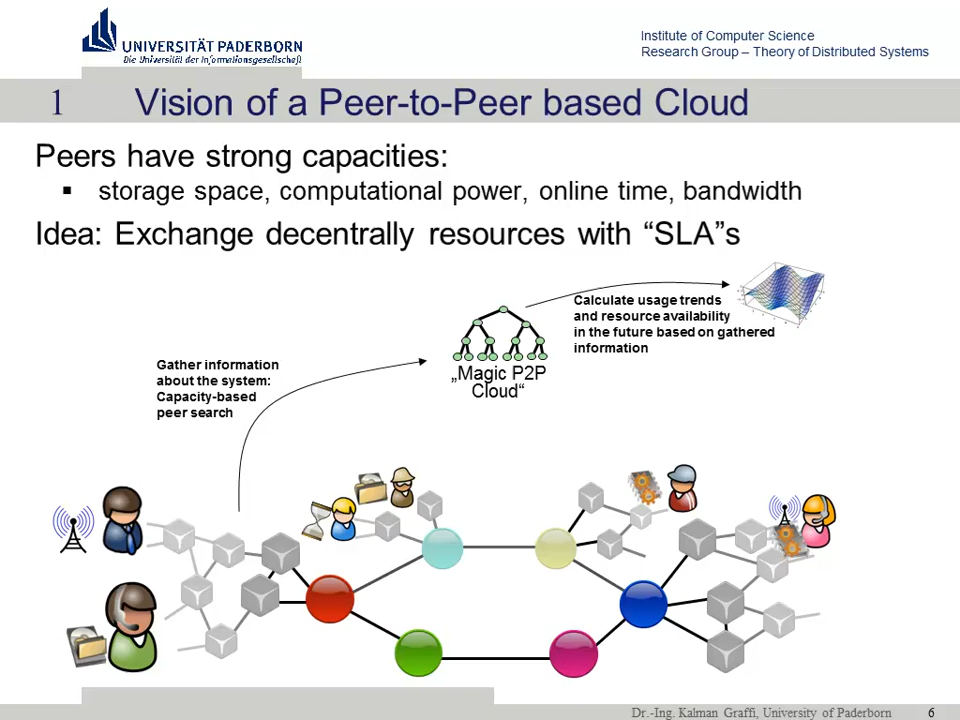 UNIVERSITÄT PADERBORN
Die Universität der Informationsgesellschaft
Institute of Computer Science
Research Group – Theory of Distributed Systems
1 Vision of a Peer-to-Peer based Cloud
Peers have strong capacities:
▪ storage space, computational power, online time, bandwidth
Idea: Exchange decentrally resources with “SLA”s
Calculate usage trends
and resource availability
in the future based on gathered
information
Gather information
about the system:
Capacity-based
peer search
„Magic P2P
Cloud“
Dr.-Ing. Kalman Graffi, University of Paderborn 6